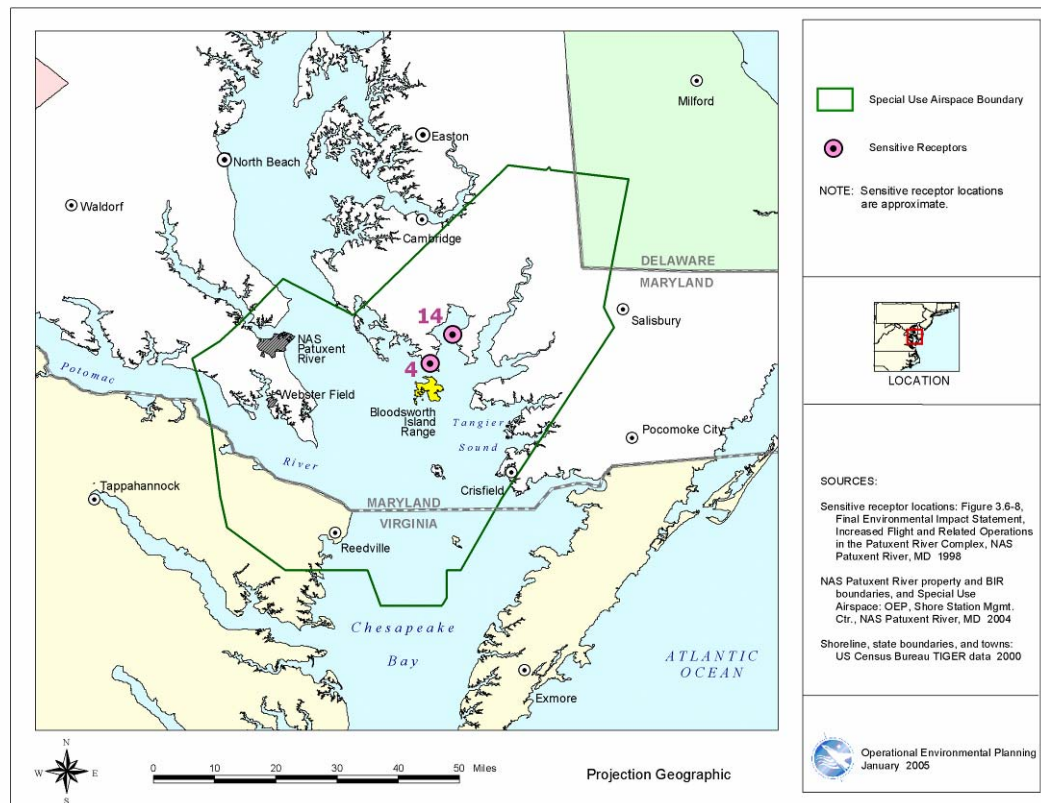 Milford
Easton
North Beach
Waldorf
Cambridge
DELAWARE
MARYLAND
14
Salisbury
NAS
Patuxent
River
4
Potomac
Webster Field
Bloodsworth
Island
Range
Tangier
Sound
Pocomoke City
River
Crisfield
Tappahannock
MARYLAND
VIRGINIA
Reedville
Chesapeake
Bay
ATLANTIC
OCEAN
Exmore
N
W
E
S
0 10 20 30 40 50 Miles
Projection Geographic
Special Use Airspace Boundary
Sensitive Receptors
NOTE: Sensitive receptor locations
are approximate.
LOCATION
SOURCES:
Sensitive receptor locations: Figure 3.6-8,
Final Environmental Impact Statement,
Increased Flight and Related Operations
in the Patuxent River Complex, NAS
Patuxent River, MD 1998
NAS Patuxent River property and BIR
boundaries, and Special Use
Airspace: OEP, Shore Station Mgmt.
Ctr., NAS Patuxent River, MD 2004
Shoreline, state boundaries, and towns:
US Census Bureau TIGER data 2000
Operational Environmental Planning
January 2005